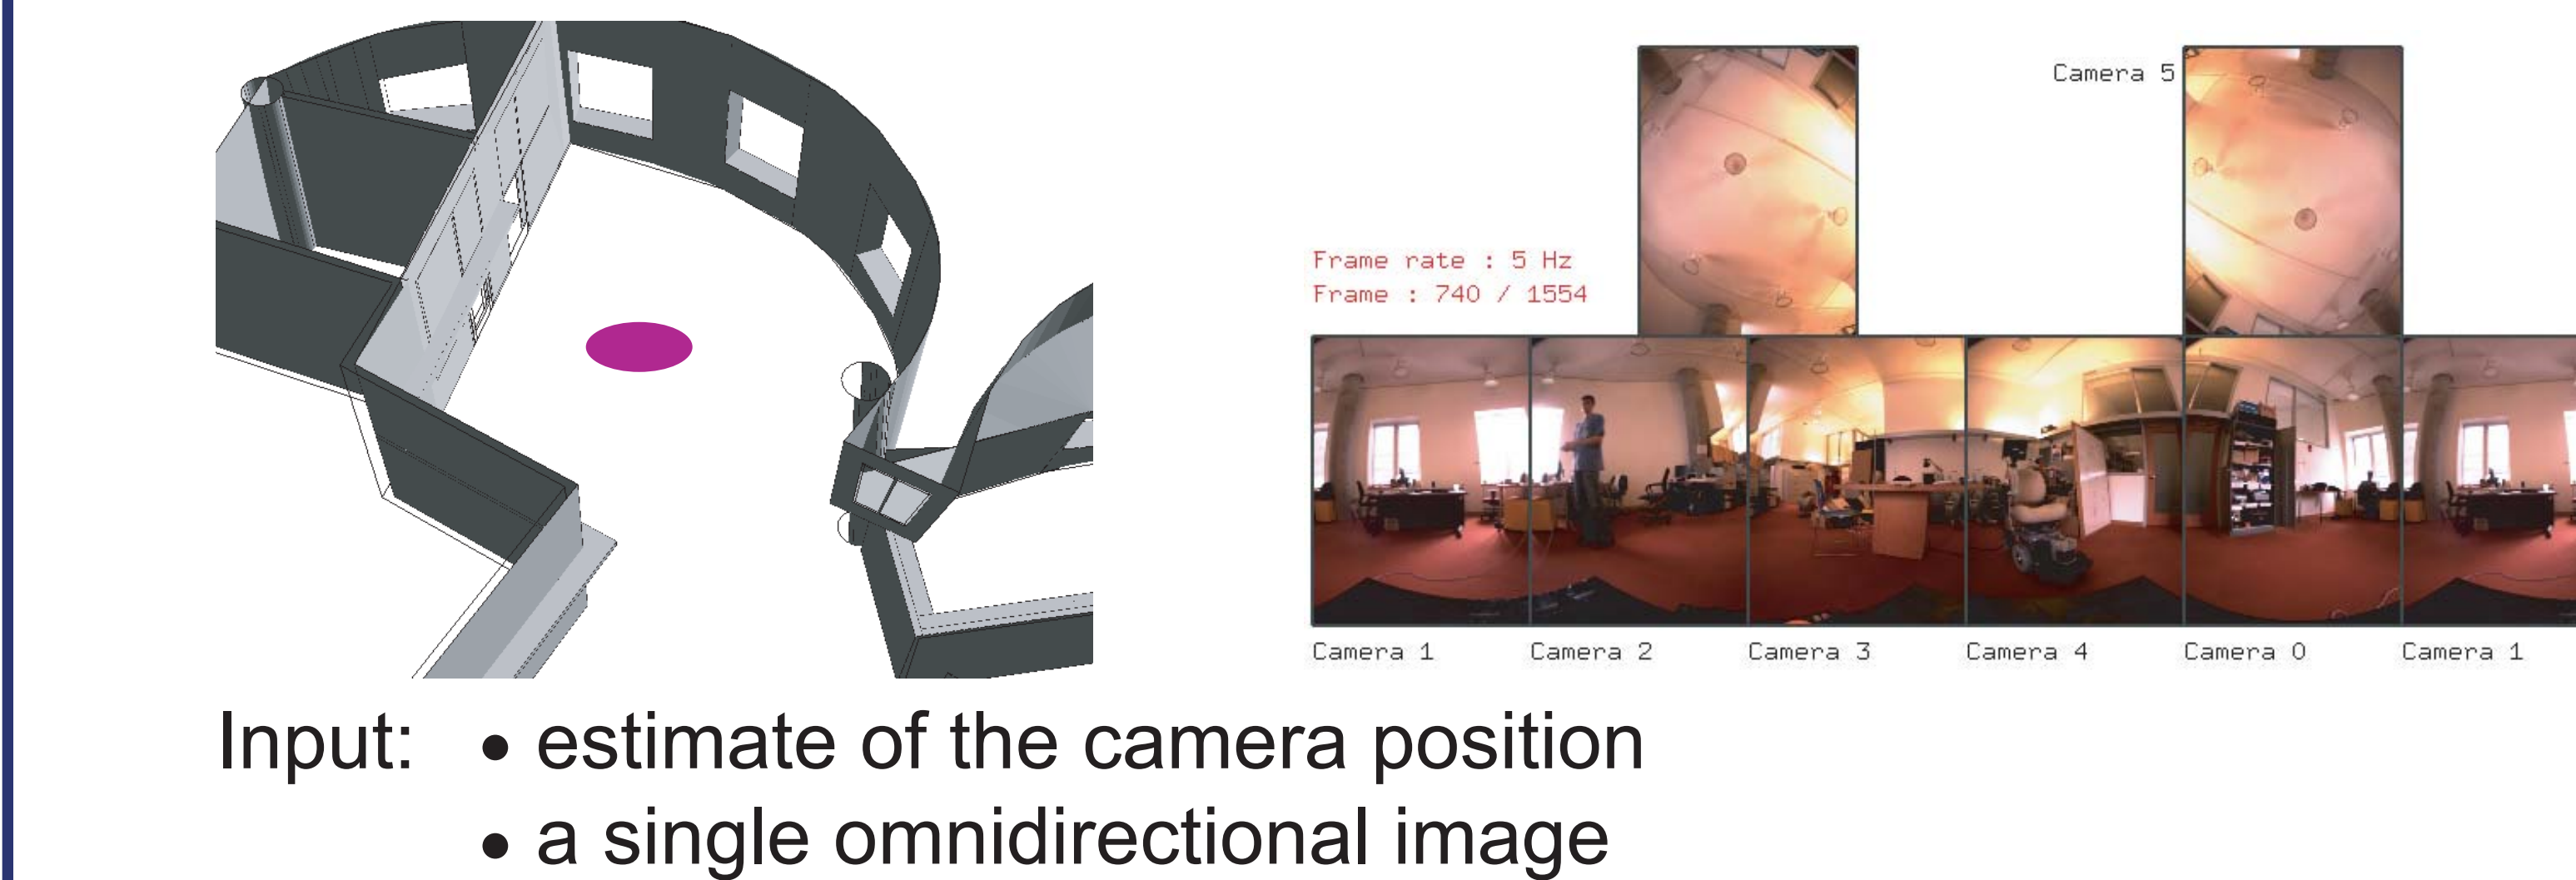 Camera 5
Frame rate : 5 Hz
Frame : 740 / 1554
Camera 1 Camera 2 Camera 3 Camera 4 Camera 0 Camera 1
Input: • estimate of the camera position
• a single omnidirectional image